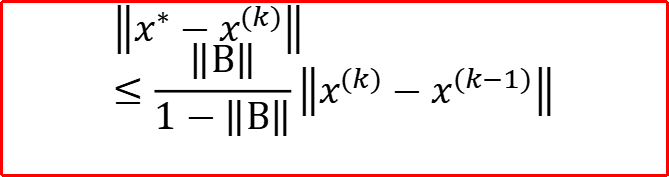 ‖x* − x^(k)‖
≤ ‖B‖ / (1 − ‖B‖) ‖x^(k) − x^(k−1)‖